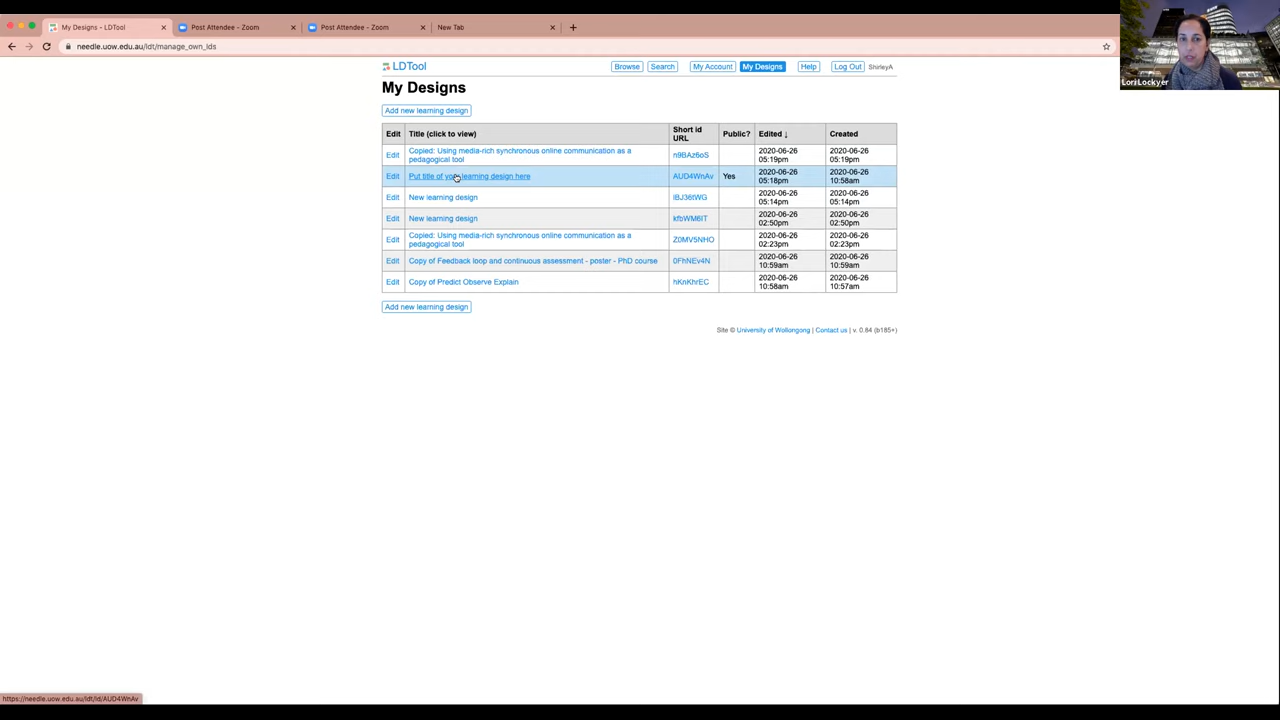 My Designs - LDTool
Post Attendee - Zoom
Post Attendee - Zoom
New Tab
needle.uow.edu.au/ldt/manage_own_lds
Lori Lockyer
LDTool
Browse Search My Account My Designs Help Log Out ShirleyA
My Designs
Add new learning design
Edit Title (click to view) Short id URL Public? Edited ↓ Created
Edit Copied: Using media-rich synchronous online communication as a pedagogical tool n9BAz6oS 2020-06-26 05:19pm 2020-06-26 05:19pm
Edit Put title of your learning design here AUD4WnAv Yes 2020-06-26 05:18pm 2020-06-26 10:58am
Edit New learning design lBJ36tWG 2020-06-26 05:14pm 2020-06-26 05:14pm
Edit New learning design kfbWM6IT 2020-06-26 02:50pm 2020-06-26 02:50pm
Edit Copied: Using media-rich synchronous online communication as a pedagogical tool Z0MV5NHO 2020-06-26 02:23pm 2020-06-26 02:23pm
Edit Copy of Feedback loop and continuous assessment - poster - PhD course 0FhNEv4N 2020-06-26 10:59am 2020-06-26 10:59am
Edit Copy of Predict Observe Explain hKnKhrEC 2020-06-26 10:58am 2020-06-26 10:57am
Add new learning design
Site © University of Wollongong | Contact us | v. 0.84 (b185+)
https://needle.uow.edu.au/ldt/ld/AUD4WnAv